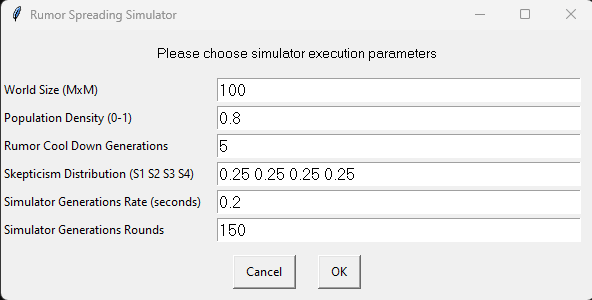 Rumor Spreading Simulator
Please choose simulator execution parameters
World Size (MxM) 100
Population Density (0-1) 0.8
Rumor Cool Down Generations 5
Skepticism Distribution (S1 S2 S3 S4) 0.25 0.25 0.25 0.25
Simulator Generations Rate (seconds) 0.2
Simulator Generations Rounds 150
Cancel OK